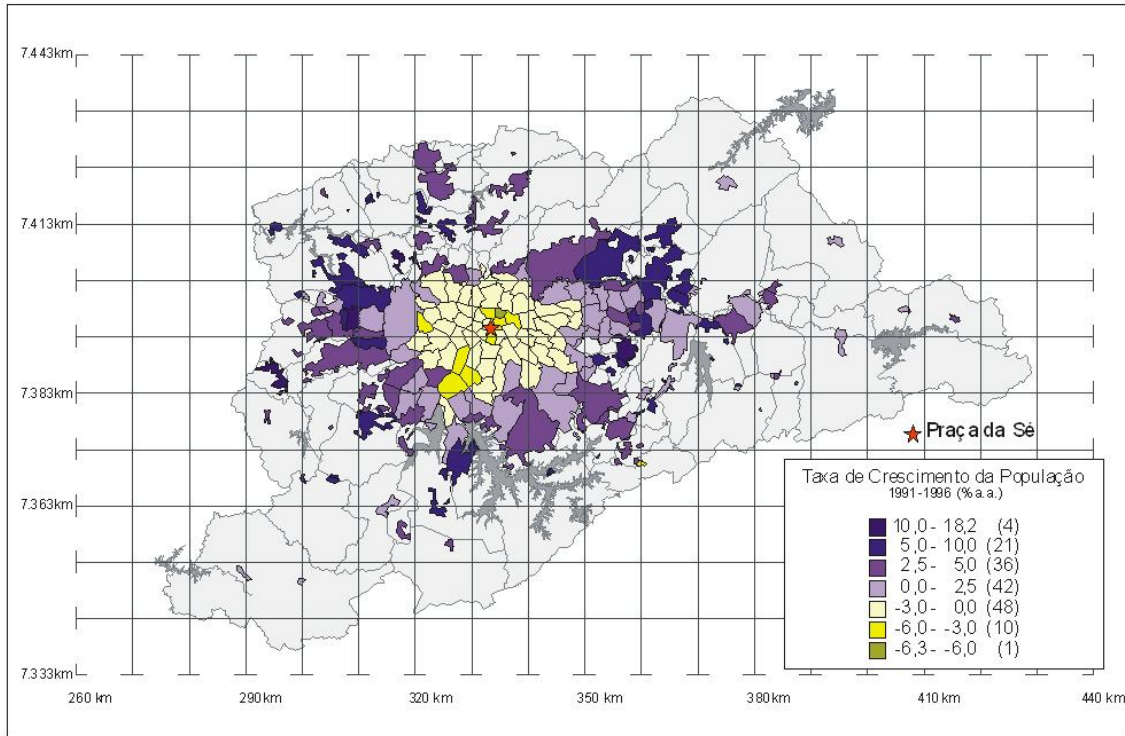 7.443km
7.413km
7.383km
7.363km
7.333km
260 km
290km
320 km
350 km
380 km
410 km
440 km
Praça da Sé
Taxa de Crescimento da População
1991-1996 (% a.a.)
10,0 - 18,2 (4)
5,0 - 10,0 (21)
2,5 - 5,0 (36)
0,0 - 2,5 (42)
-3,0 - 0,0 (48)
-6,0 - -3,0 (10)
-6,3 - -6,0 (1)